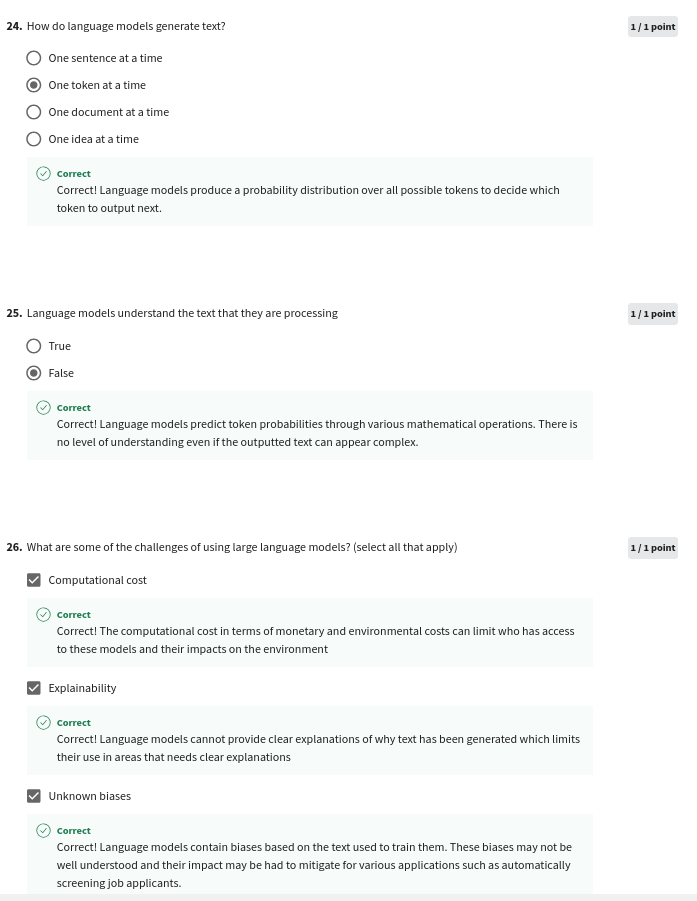 24. How do language models generate text?
1 / 1 point
One sentence at a time
One token at a time
One document at a time
One idea at a time
Correct
Correct! Language models produce a probability distribution over all possible tokens to decide which
token to output next.
25. Language models understand the text that they are processing
1 / 1 point
True
False
Correct
Correct! Language models predict token probabilities through various mathematical operations. There is
no level of understanding even if the outputted text can appear complex.
26. What are some of the challenges of using large language models? (select all that apply)
1 / 1 point
Computational cost
Correct
Correct! The computational cost in terms of monetary and environmental costs can limit who has access
to these models and their impacts on the environment
Explainability
Correct
Correct! Language models cannot provide clear explanations of why text has been generated which limits
their use in areas that needs clear explanations
Unknown biases
Correct
Correct! Language models contain biases based on the text used to train them. These biases may not be
well understood and their impact may be had to mitigate for various applications such as automatically
screening job applicants.